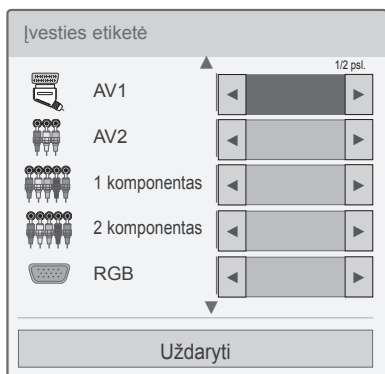 Įvesties etiketė
1/2 psl.
AV1
AV2
1 komponentas
2 komponentas
RGB
Uždaryti